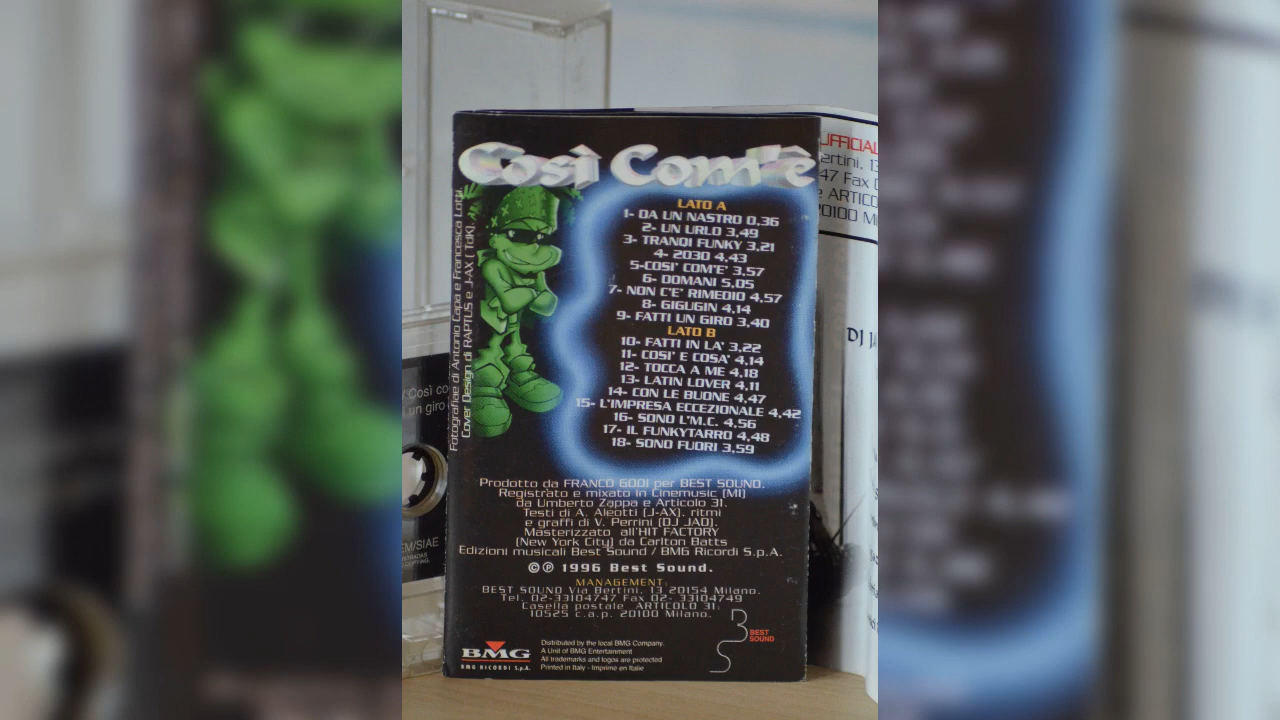 Così Com'è
LATO A
1- DA UN NASTRO 0,36
2- UN URLO 3,49
3- TRANQI FUNKY 3,21
4- 2030 4,43
5-COSI' COM'E' 3,57
6- DOMANI 5,05
7- NON C'E' RIMEDIO 4,57
8- GIGUGIN 4,14
9- FATTI UN GIRO 3,40
LATO B
10- FATTI IN LA' 3,22
11- COSI' E COSA' 4,14
12- TOCCA A ME 4,18
13- LATIN LOVER 4,11
14- CON LE BUONE 4,47
15- L'IMPRESA ECCEZIONALE 4,42
16- SONO L'M.C. 4,56
17- IL FUNKYTARRO 4,48
18- SONO FUORI 3,59
Fotografiae di Antonio Capa e Francesca Lotti.
Cover Design di RAPTUS e J-AX (TdK).
Prodotto da FRANCO GODI per BEST SOUND.
Registrato e mixato in Cinemusic (MI)
da Umberto Zappa e Articolo 31.
Testi di A. Aleotti (J-AX), ritmi
e graffi di V. Perrini (DJ JAD).
Masterizzato all'HIT FACTORY
(New York City) da Carlton Batts
Edizioni musicali Best Sound / BMG Ricordi S.p.A.
©℗ 1996 Best Sound.
MANAGEMENT:
BEST SOUND Via Bertini, 13 20154 Milano.
Tel. 02-33104747 Fax 02- 33104749
Casella postale ARTICOLO 31:
10525 c.a.p. 20100 Milano.
BMG
BMG RICORDI S.p.A.
Distributed by the local BMG Company.
A Unit of BMG Entertainment
All trademarks and logos are protected
Printed in Italy - Imprimé en Italie
BS
BEST
SOUND
UFFICIAL
ertini, 13
47 Fax 0
e ARTICO
20100 MI
DJ JA
Così co
un giro
EM/SIAE